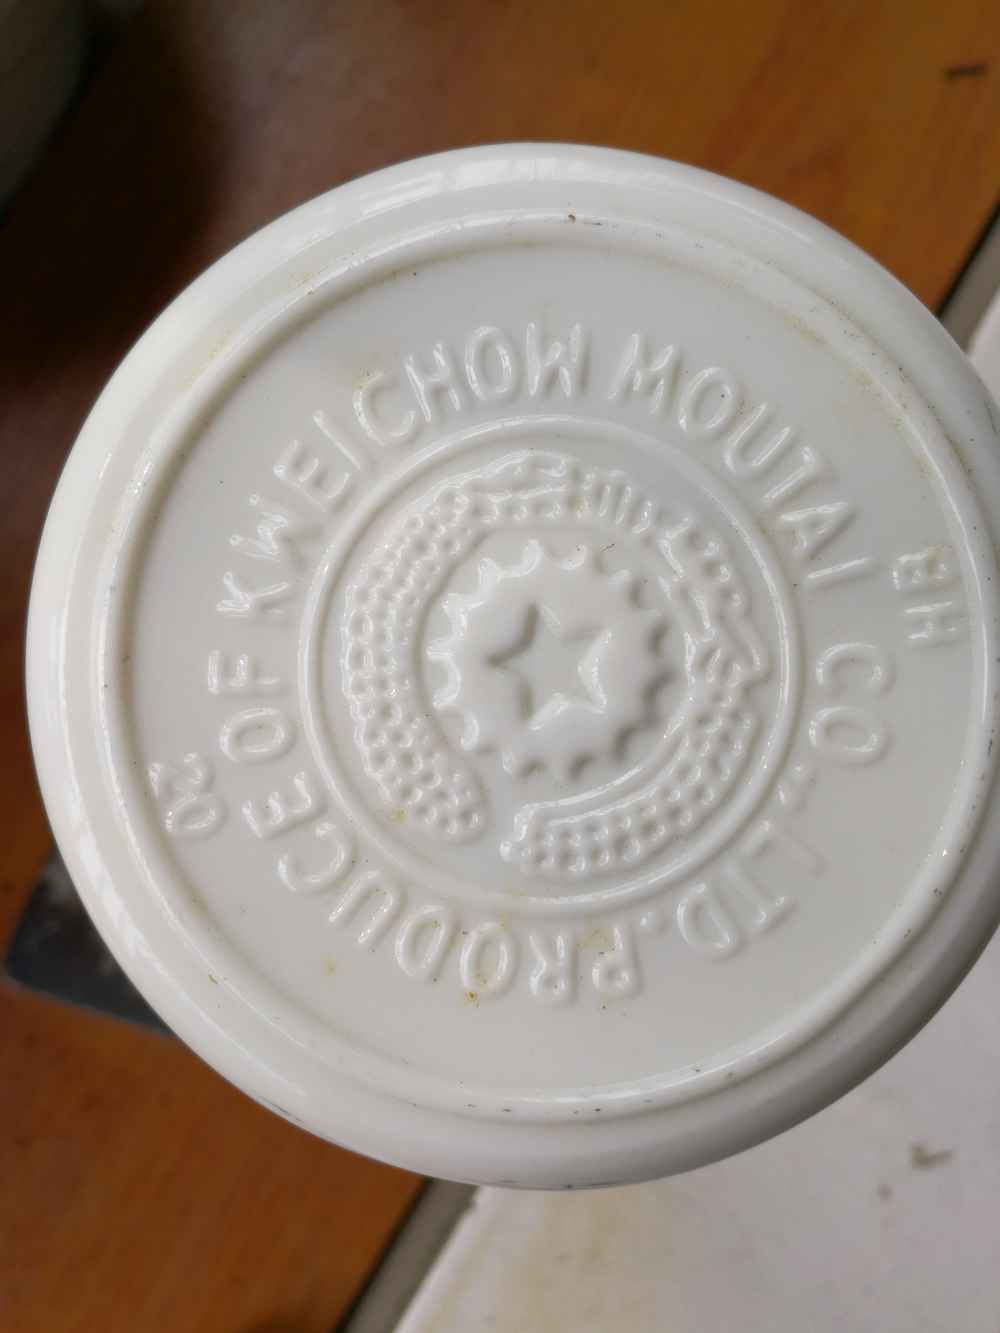 PRODUCE OF KWEICHOW MOUTAI CO., LTD.
HB
20